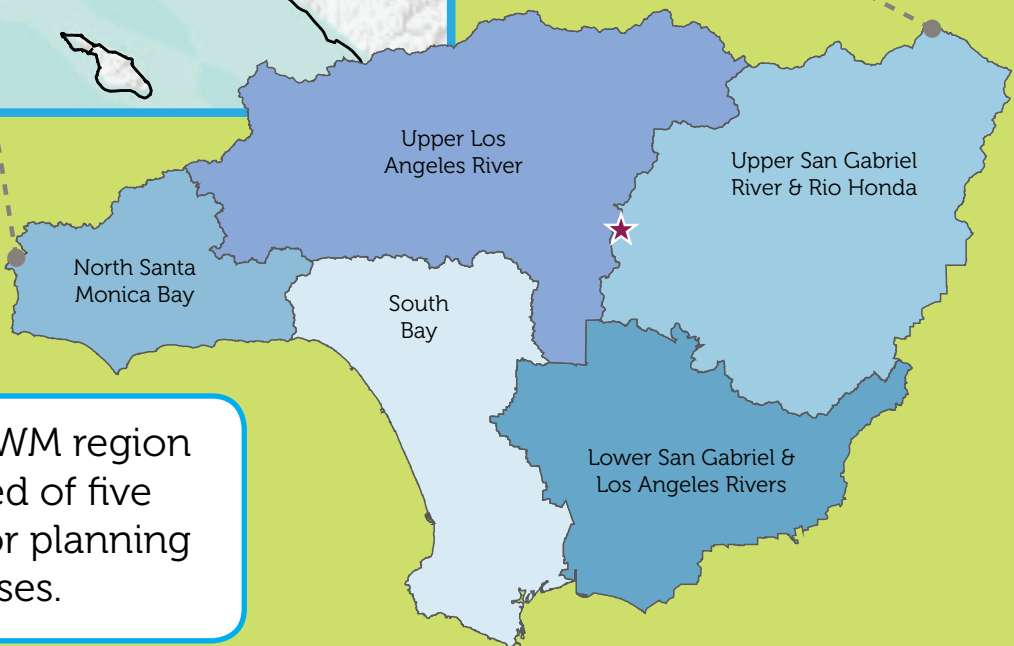 Upper Los
Angeles River
Upper San Gabriel
River & Rio Honda
North Santa
Monica Bay
South
Bay
Lower San Gabriel &
Los Angeles Rivers
WM region
ed of five
or planning
ses.